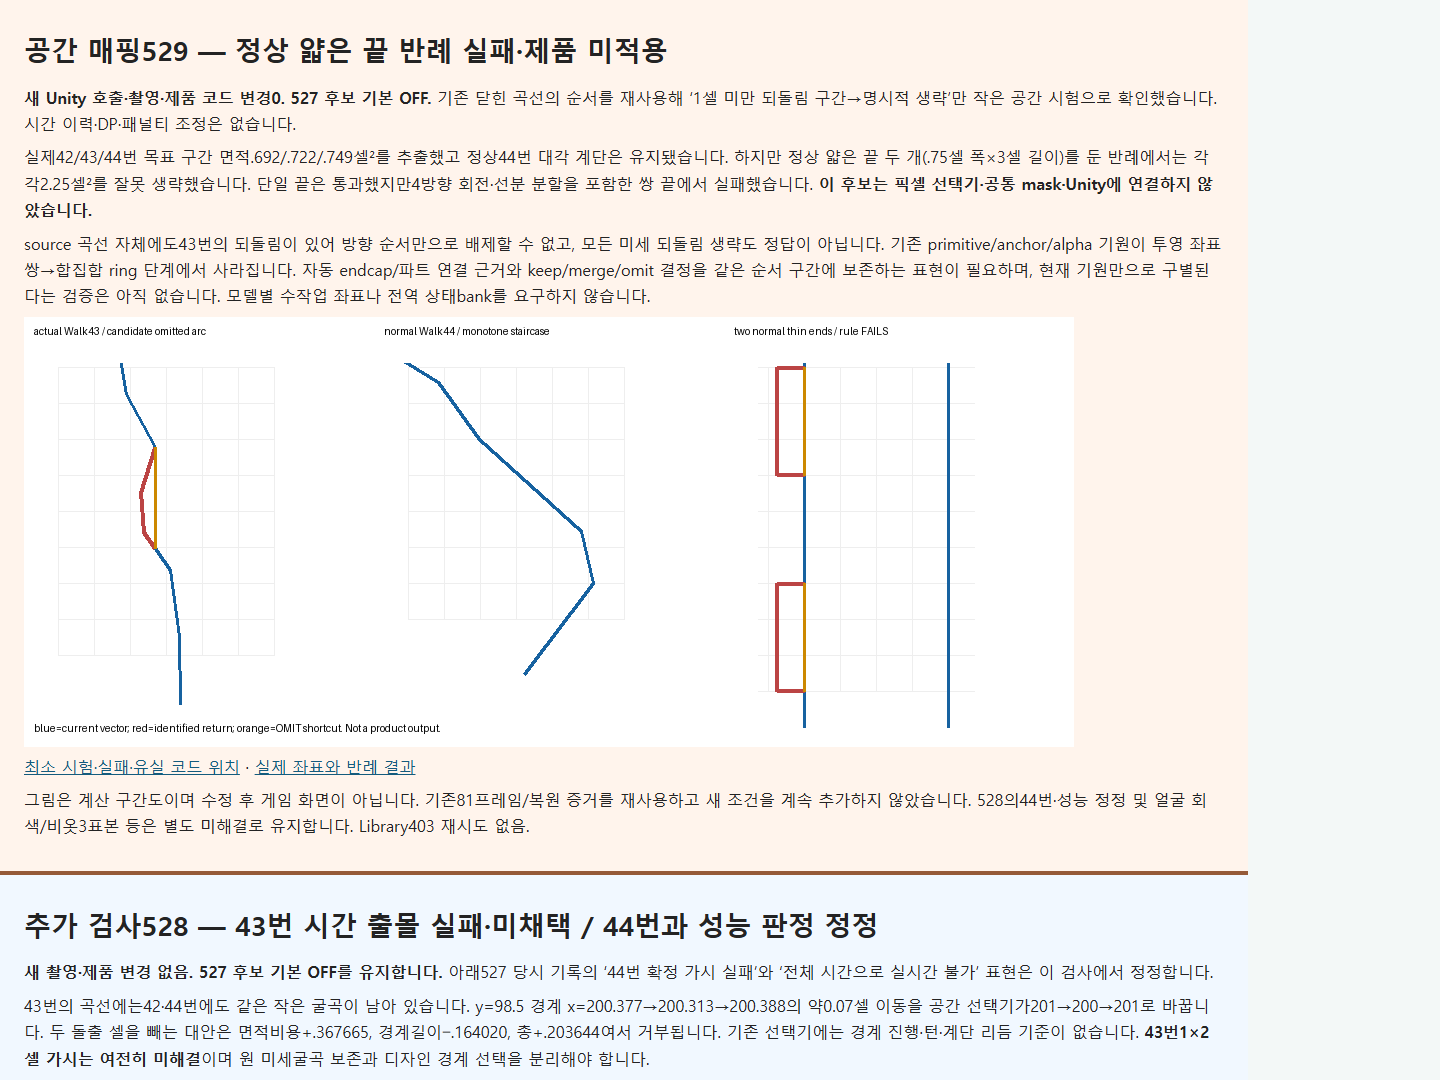 공간 매핑529 — 정상 얇은 끝 반례 실패·제품 미적용
새 Unity 호출·촬영·제품 코드 변경0. 527 후보 기본 OFF. 기존 닫힌 곡선의 순서를 재사용해 ‘1셀 미만 되돌림 구간→명시적 생략’만 작은 공간 시험으로 확인했습니다.
시간 이력·DP·패널티 조정은 없습니다.
실제42/43/44번 목표 구간 면적.692/.722/.749셀²를 추출했고 정상44번 대각 계단은 유지됐습니다. 하지만 정상 얇은 끝 두 개(.75셀 폭×3셀 길이)를 둔 반례에서는 각
각2.25셀²를 잘못 생략했습니다. 단일 끝은 통과했지만4방향 회전·선분 분할을 포함한 쌍 끝에서 실패했습니다. 이 후보는 픽셀 선택기·공통 mask·Unity에 연결하지 않
았습니다.
source 곡선 자체에도43번의 되돌림이 있어 방향 순서만으로 배제할 수 없고, 모든 미세 되돌림 생략도 정답이 아닙니다. 기존 primitive/anchor/alpha 기원이 투영 좌표
쌍→합집합 ring 단계에서 사라집니다. 자동 endcap/파트 연결 근거와 keep/merge/omit 결정을 같은 순서 구간에 보존하는 표현이 필요하며, 현재 기원만으로 구별된
다는 검증은 아직 없습니다. 모델별 수작업 좌표나 전역 상태bank를 요구하지 않습니다.
actual Walk43 / candidate omitted arc
normal Walk44 / monotone staircase
two normal thin ends / rule FAILS
blue=current vector; red=identified return; orange=OMIT shortcut. Not a product output.
최소 시험·실패·유실 코드 위치 · 실제 좌표와 반례 결과
그림은 계산 구간도이며 수정 후 게임 화면이 아닙니다. 기존81프레임/복원 증거를 재사용하고 새 조건을 계속 추가하지 않았습니다. 528의44번·성능 정정 및 얼굴 회
색/비옷3표본 등은 별도 미해결로 유지합니다. Library403 재시도 없음.
추가 검사528 — 43번 시간 출몰 실패·미채택 / 44번과 성능 판정 정정
새 촬영·제품 변경 없음. 527 후보 기본 OFF를 유지합니다. 아래527 당시 기록의 ‘44번 확정 가시 실패’와 ‘전체 시간으로 실시간 불가’ 표현은 이 검사에서 정정합니다.
43번의 곡선에는42·44번에도 같은 작은 굴곡이 남아 있습니다. y=98.5 경계 x=200.377→200.313→200.388의 약0.07셀 이동을 공간 선택기가201→200→201로 바꿉니
다. 두 돌출 셀을 빼는 대안은 면적비용+.367665, 경계길이−.164020, 총+.203644여서 거부됩니다. 기존 선택기에는 경계 진행·턴·계단 리듬 기준이 없습니다. 43번1×2
셀 가시는 여전히 미해결이며 원 미세굴곡 보존과 디자인 경계 선택을 분리해야 합니다.